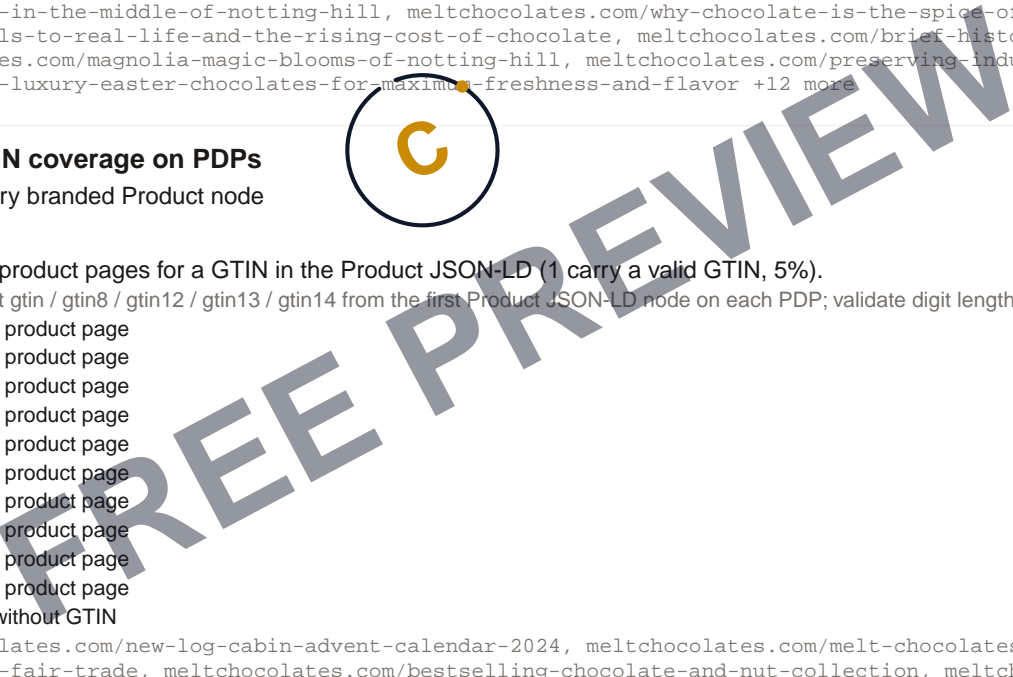 -in-the-middle-of-notting-hill, meltchocolates.com/why-chocolate-is-the-spice-of
ls-to-real-life-and-the-rising-cost-of-chocolate, meltchocolates.com/brief-histo
es.com/magnolia-magic-blooms-of-notting-hill, meltchocolates.com/preserving-indu
-luxury-easter-chocolates-for-maximum-freshness-and-flavor +12 more
C
N coverage on PDPs
ry branded Product node
product pages for a GTIN in the Product JSON-LD (1 carry a valid GTIN, 5%).
t gtin / gtin8 / gtin12 / gtin13 / gtin14 from the first Product JSON-LD node on each PDP; validate digit length
product page
product page
product page
product page
product page
product page
product page
product page
product page
product page
without GTIN
lates.com/new-log-cabin-advent-calendar-2024, meltchocolates.com/melt-chocolates
-fair-trade, meltchocolates.com/bestselling-chocolate-and-nut-collection, meltch
FREE PREVIEW